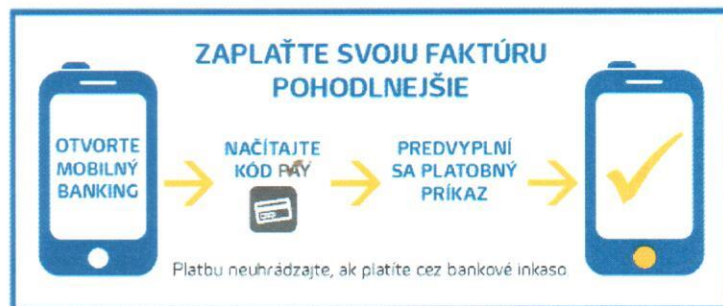 ZAPLAŤTE SVOJU FAKTÚRU
POHODLNEJŠIE
OTVORTE
MOBILNÝ
BANKING
NAČÍTAJTE
KÓD PAY
PREDVYPLNÍ
SA PLATOBNÝ
PRÍKAZ
Platbu neuhrádzajte, ak platíte cez bankové inkaso